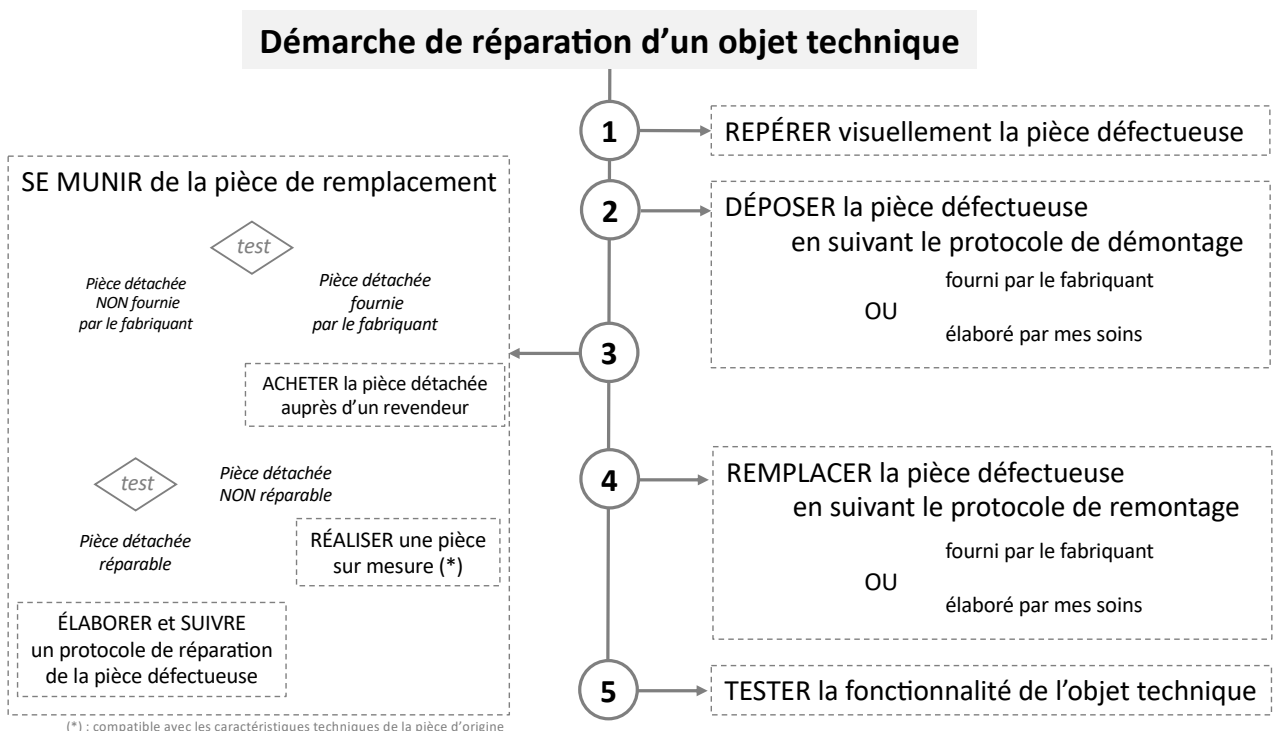 Démarche de réparation d’un objet technique
1
REPÉRER visuellement la pièce défectueuse
2
DÉPOSER la pièce défectueuse
en suivant le protocole de démontage
fourni par le fabriquant
OU
élaboré par mes soins
3
SE MUNIR de la pièce de remplacement
test
Pièce détachée
NON fournie
par le fabriquant
Pièce détachée
fournie
par le fabriquant
ACHETER la pièce détachée
auprès d’un revendeur
test
Pièce détachée
NON réparable
Pièce détachée
réparable
RÉALISER une pièce
sur mesure (*)
ÉLABORER et SUIVRE
un protocole de réparation
de la pièce défectueuse
(*) : compatible avec les caractéristiques techniques de la pièce d’origine
4
REMPLACER la pièce défectueuse
en suivant le protocole de remontage
fourni par le fabriquant
OU
élaboré par mes soins
5
TESTER la fonctionnalité de l’objet technique